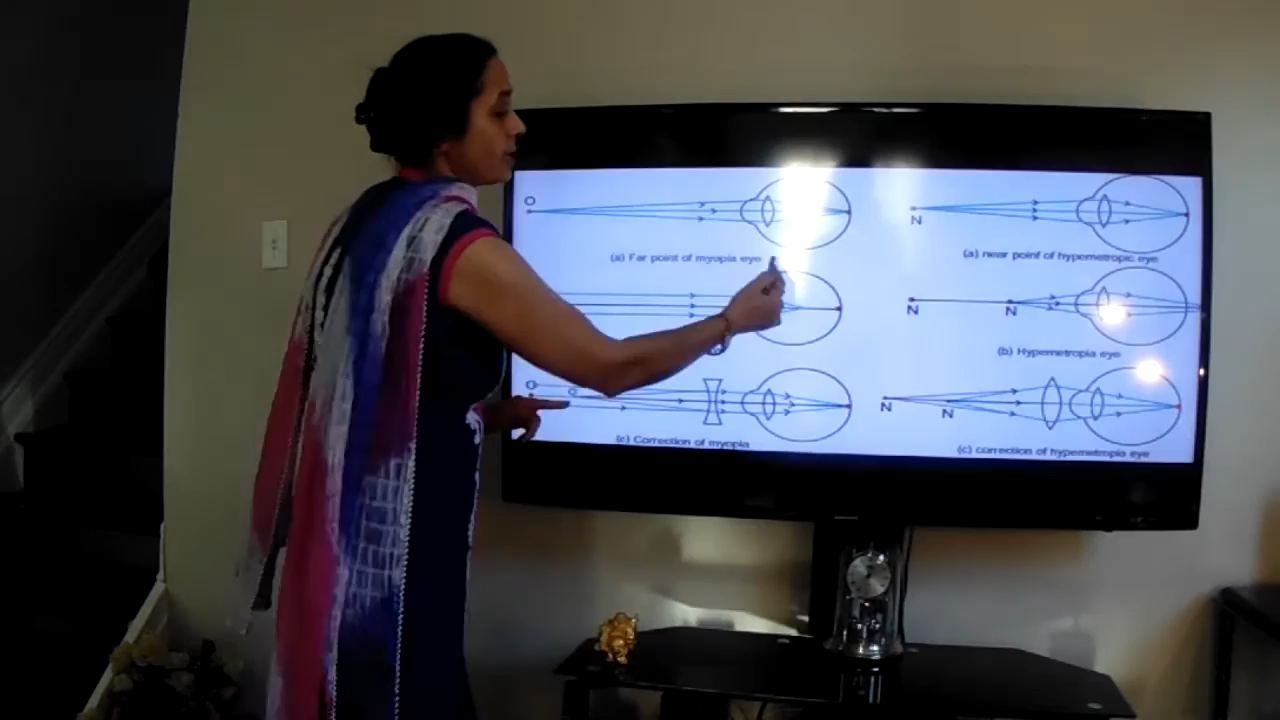 O
(a) Far point of myopia eye
O
O
(c) Correction of myopia
N
(a) near point of hypermetropic eye
N
N
(b) Hypermetropia eye
N
N
(c) correction of hypermetropia eye